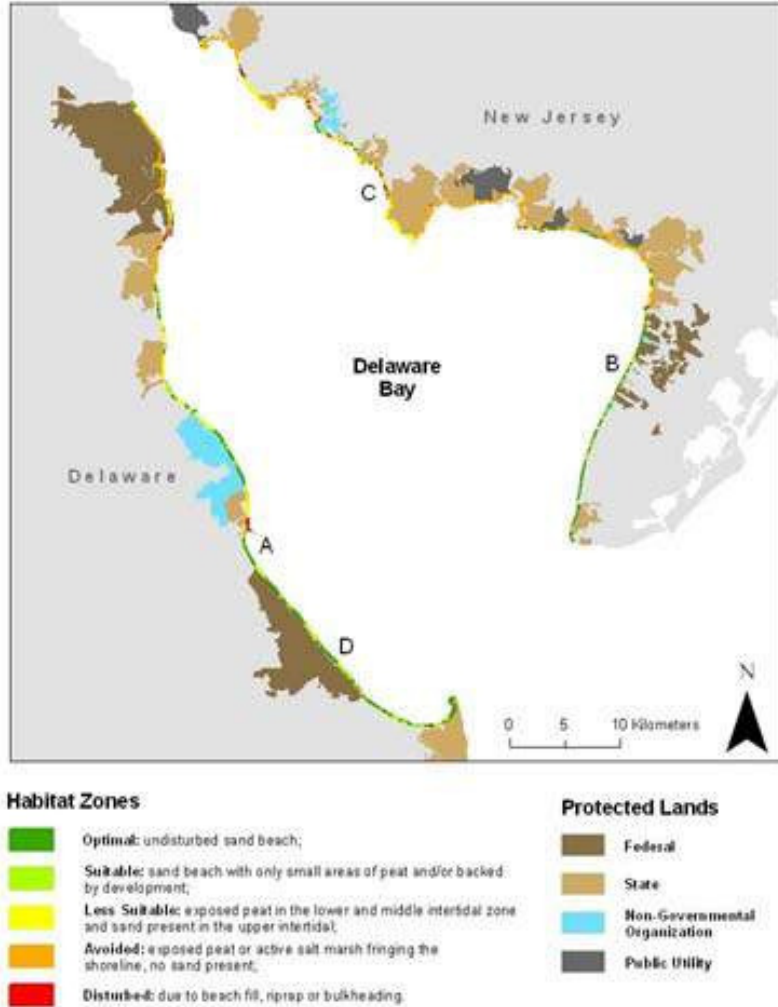 New Jersey
C
Delaware
Bay
B
Delaware
A
D
N
0 5 10 Kilometers
Habitat Zones
Optimal: undisturbed sand beach;
Suitable: sand beach with only small areas of peat and/or backed
by development;
Less Suitable: exposed peat in the lower and middle intertidal zone
and sand present in the upper intertidal;
Avoided: exposed peat or active salt marsh fringing the
shoreline, no sand present;
Disturbed: due to beach fill, riprap or bulkheading.
Protected Lands
Federal
State
Non-Governmental
Organization
Public Utility